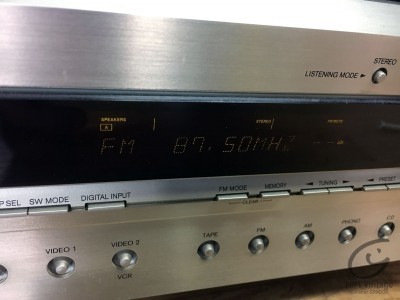 STEREO
LISTENING MODE ►
SPEAKERS
STEREO
A
FM 87.50MHZ --
P SEL SW MODE DIGITAL INPUT FM MODE MEMORY ◄ TUNING ► ◄ PRESET
CLEAR
VIDEO 1 VIDEO 2 TAPE FM AM PHONO CD
VCR